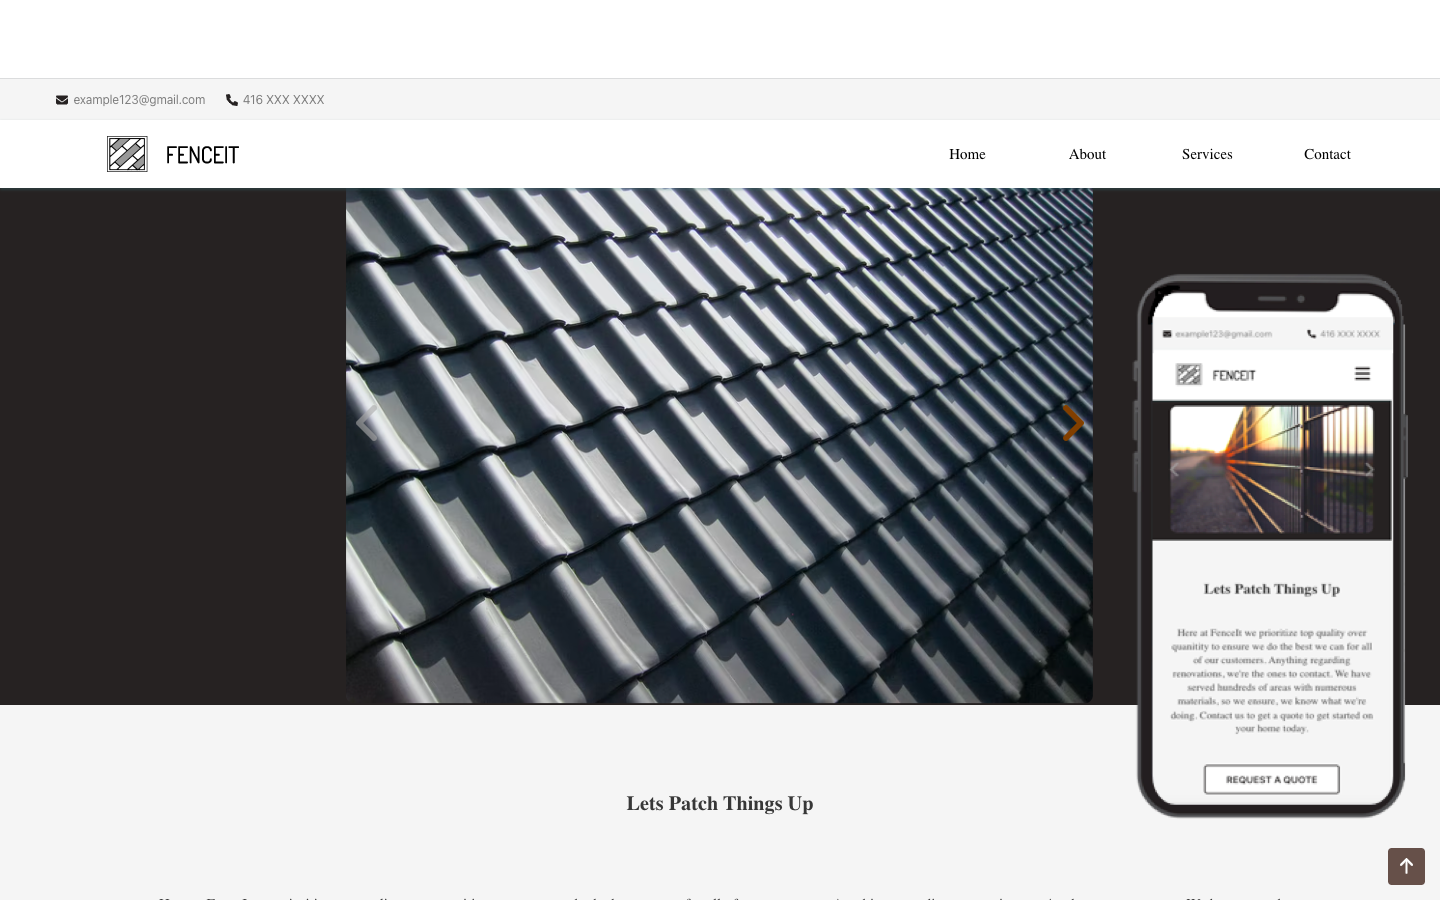 example123@gmail.com 416 XXX XXXX
FENCEIT
Home About Services Contact
example123@gmail.com 416 XXX XXXX
FENCEIT
Lets Patch Things Up
Here at FenceIt we prioritize top quality over
quanitity to ensure we do the best we can for all
of our customers. Anything regarding
renovations, we're the ones to contact. We have
served hundreds of areas with numerous
materials, so we ensure, we know what we're
doing. Contact us to get a quote to get started on
your home today.
REQUEST A QUOTE
Lets Patch Things Up